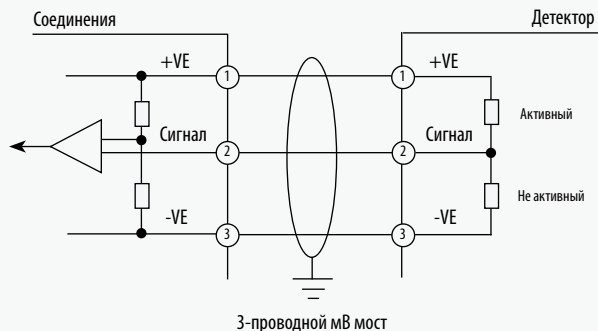 Соединения
Детектор
+VE
1
1
+VE
Активный
Сигнал
2
2
Сигнал
Не активный
-VE
3
3
-VE
3-проводной мВ мост